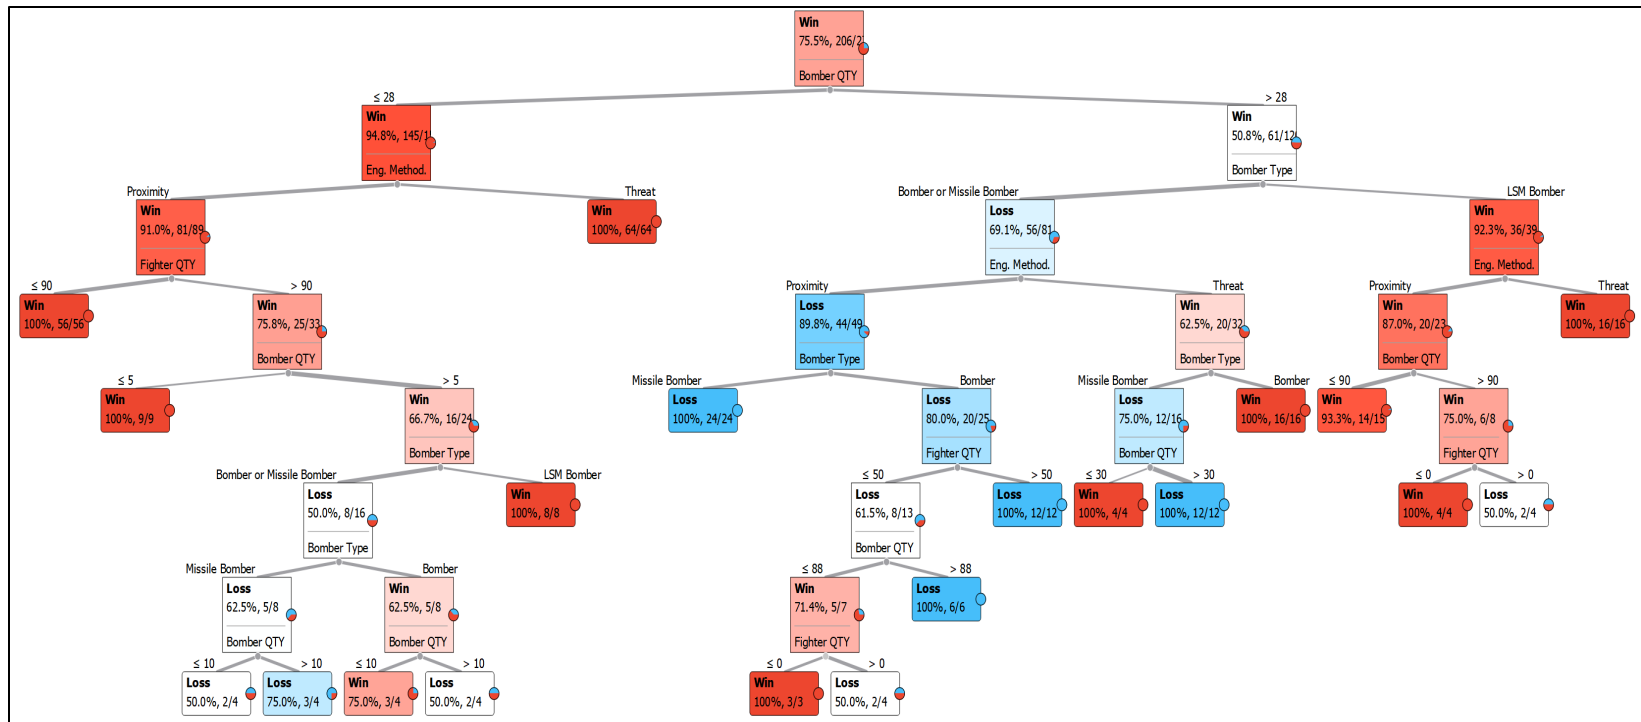 Win
75.5%, 206/2
Bomber QTY
≤ 28
> 28
Win
94.8%, 145/1
Eng. Method.
Win
50.8%, 61/12
Bomber Type
Proximity
Threat
Bomber or Missile Bomber
LSM Bomber
Win
91.0%, 81/89
Fighter QTY
Win
100%, 64/64
Loss
69.1%, 56/81
Eng. Method.
Win
92.3%, 36/39
Eng. Method.
≤ 90
> 90
Proximity
Threat
Proximity
Threat
Win
100%, 56/56
Win
75.8%, 25/33
Bomber QTY
Loss
89.8%, 44/49
Bomber Type
Win
62.5%, 20/32
Bomber Type
Win
87.0%, 20/23
Bomber QTY
Win
100%, 16/16
≤ 5
> 5
Missile Bomber
Bomber
Missile Bomber
Bomber
≤ 90
> 90
Win
100%, 9/9
Win
66.7%, 16/24
Bomber Type
Loss
100%, 24/24
Loss
80.0%, 20/25
Fighter QTY
Loss
75.0%, 12/16
Bomber QTY
Win
100%, 16/16
Win
93.3%, 14/15
Win
75.0%, 6/8
Fighter QTY
Bomber or Missile Bomber
LSM Bomber
≤ 50
> 50
≤ 30
> 30
≤ 0
> 0
Loss
50.0%, 8/16
Bomber Type
Win
100%, 8/8
Loss
61.5%, 8/13
Bomber QTY
Loss
100%, 12/12
Win
100%, 4/4
Loss
100%, 12/12
Win
100%, 4/4
Loss
50.0%, 2/4
Missile Bomber
Bomber
≤ 88
> 88
Loss
62.5%, 5/8
Bomber QTY
Win
62.5%, 5/8
Bomber QTY
Win
71.4%, 5/7
Fighter QTY
Loss
100%, 6/6
≤ 10
> 10
≤ 10
> 10
≤ 0
> 0
Loss
50.0%, 2/4
Loss
75.0%, 3/4
Win
75.0%, 3/4
Loss
50.0%, 2/4
Win
100%, 3/3
Loss
50.0%, 2/4